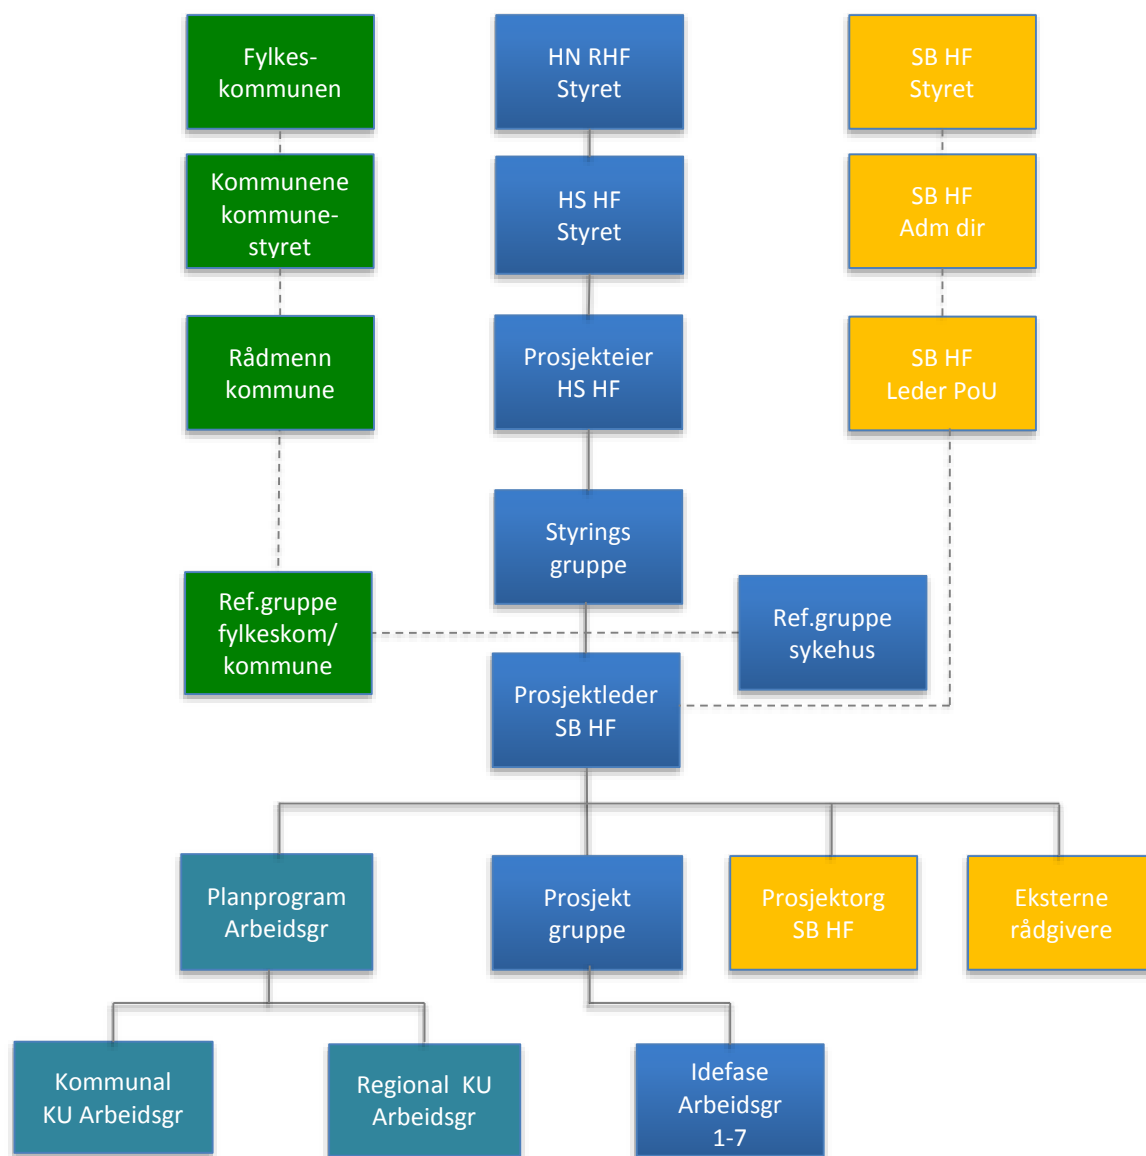 Fylkes-
kommunen
HN RHF
Styret
SB HF
Styret
Kommunene
kommune-
styret
HS HF
Styret
SB HF
Adm dir
Rådmenn
kommune
Prosjekteier
HS HF
SB HF
Leder PoU
Styrings
gruppe
Ref.gruppe
fylkeskom/
kommune
Ref.gruppe
sykehus
Prosjektleder
SB HF
Planprogram
Arbeidsgr
Prosjekt
gruppe
Prosjektorg
SB HF
Eksterne
rådgivere
Kommunal
KU Arbeidsgr
Regional  KU
Arbeidsgr
Idefase
Arbeidsgr
1-7